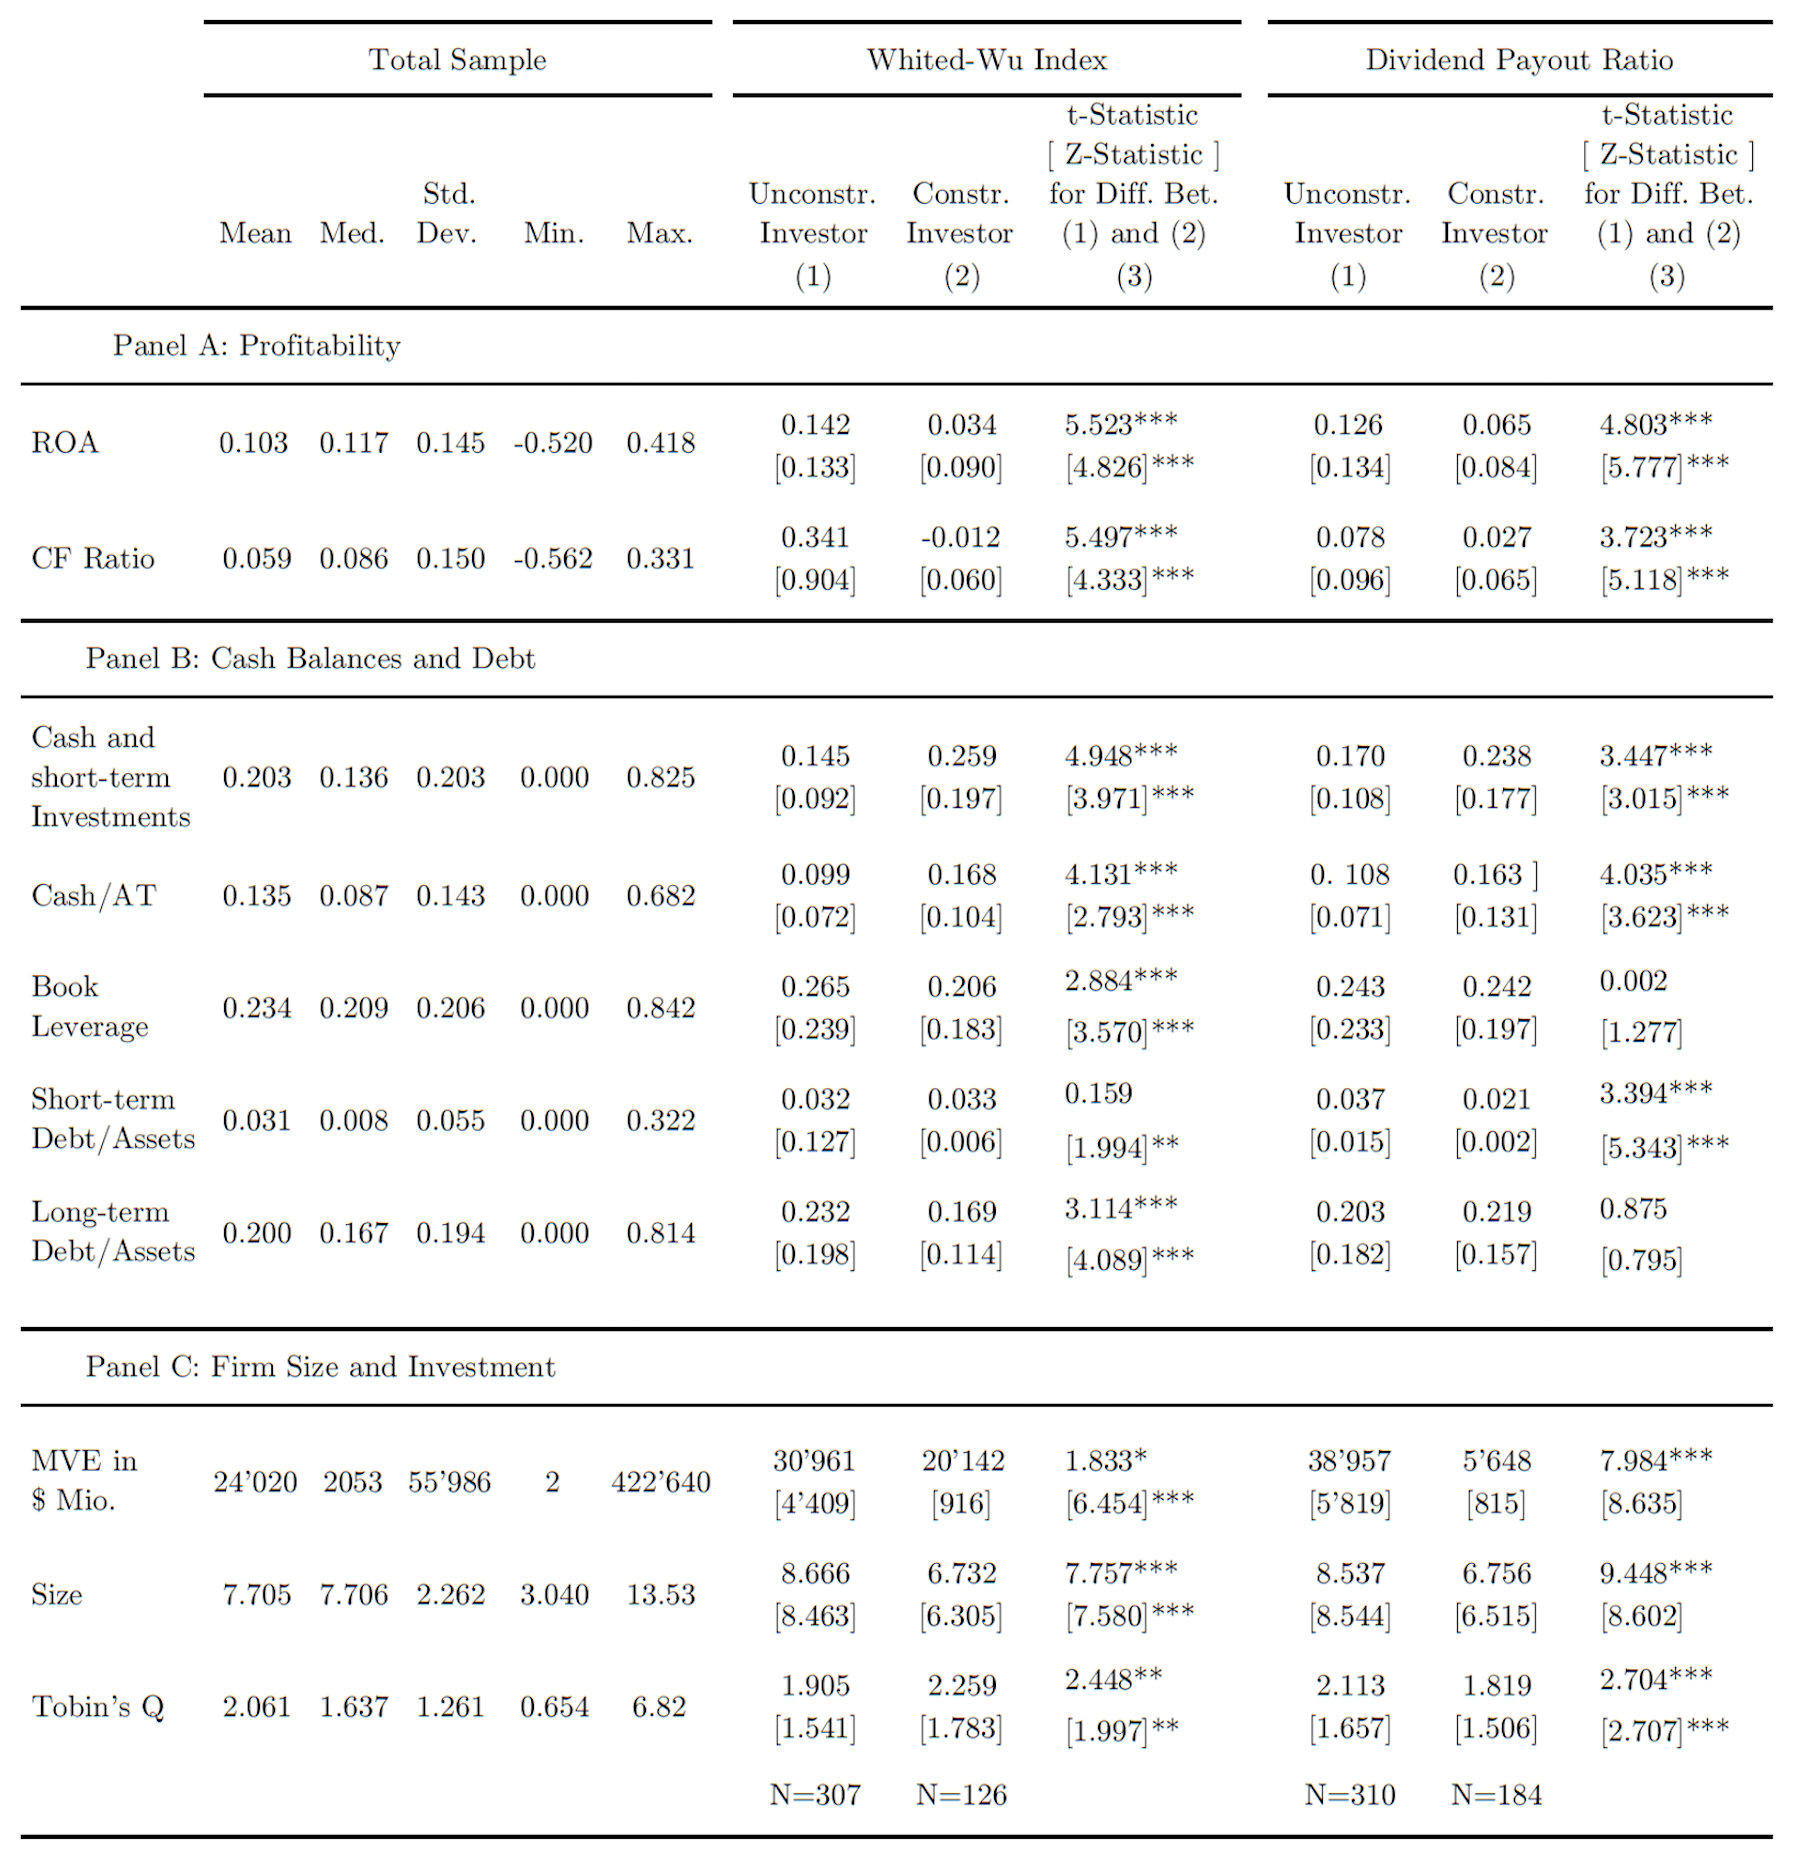 Total Sample Whited-Wu Index Dividend Payout Ratio
t-Statistic t-Statistic
[ Z-Statistic ] [ Z-Statistic ]
Std. Unconstr. Constr. for Diff. Bet. Unconstr. Constr. for Diff. Bet.
Mean Med. Dev. Min. Max. Investor Investor (1) and (2) Investor Investor (1) and (2)
(1) (2) (3) (1) (2) (3)
Panel A: Profitability
ROA 0.103 0.117 0.145 -0.520 0.418 0.142 0.034 5.523*** 0.126 0.065 4.803***
[0.133] [0.090] [4.826]*** [0.134] [0.084] [5.777]***
CF Ratio 0.059 0.086 0.150 -0.562 0.331 0.341 -0.012 5.497*** 0.078 0.027 3.723***
[0.904] [0.060] [4.333]*** [0.096] [0.065] [5.118]***
Panel B: Cash Balances and Debt
Cash and
short-term 0.203 0.136 0.203 0.000 0.825 0.145 0.259 4.948*** 0.170 0.238 3.447***
Investments [0.092] [0.197] [3.971]*** [0.108] [0.177] [3.015]***
Cash/AT 0.135 0.087 0.143 0.000 0.682 0.099 0.168 4.131*** 0. 108 0.163 ] 4.035***
[0.072] [0.104] [2.793]*** [0.071] [0.131] [3.623]***
Book 0.234 0.209 0.206 0.000 0.842 0.265 0.206 2.884*** 0.243 0.242 0.002
Leverage [0.239] [0.183] [3.570]*** [0.233] [0.197] [1.277]
Short-term 0.031 0.008 0.055 0.000 0.322 0.032 0.033 0.159 0.037 0.021 3.394***
Debt/Assets [0.127] [0.006] [1.994]** [0.015] [0.002] [5.343]***
Long-term 0.200 0.167 0.194 0.000 0.814 0.232 0.169 3.114*** 0.203 0.219 0.875
Debt/Assets [0.198] [0.114] [4.089]*** [0.182] [0.157] [0.795]
Panel C: Firm Size and Investment
MVE in 24'020 2053 55'986 2 422'640 30'961 20'142 1.833* 38'957 5'648 7.984***
$ Mio. [4'409] [916] [6.454]*** [5'819] [815] [8.635]
Size 7.705 7.706 2.262 3.040 13.53 8.666 6.732 7.757*** 8.537 6.756 9.448***
[8.463] [6.305] [7.580]*** [8.544] [6.515] [8.602]
Tobin's Q 2.061 1.637 1.261 0.654 6.82 1.905 2.259 2.448** 2.113 1.819 2.704***
[1.541] [1.783] [1.997]** [1.657] [1.506] [2.707]***
N=307 N=126 N=310 N=184